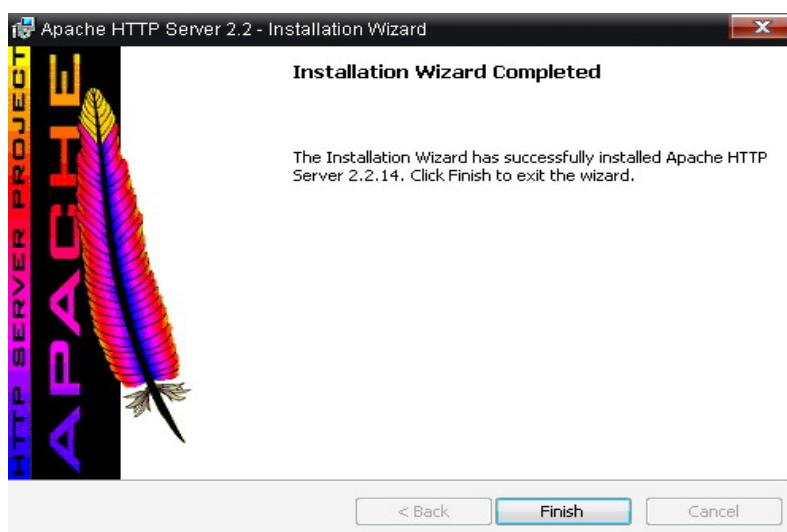 Apache HTTP Server 2.2 - Installation Wizard
HTTP SERVER PROJECT
APACHE
Installation Wizard Completed
The Installation Wizard has successfully installed Apache HTTP
Server 2.2.14. Click Finish to exit the wizard.
< Back
Finish
Cancel